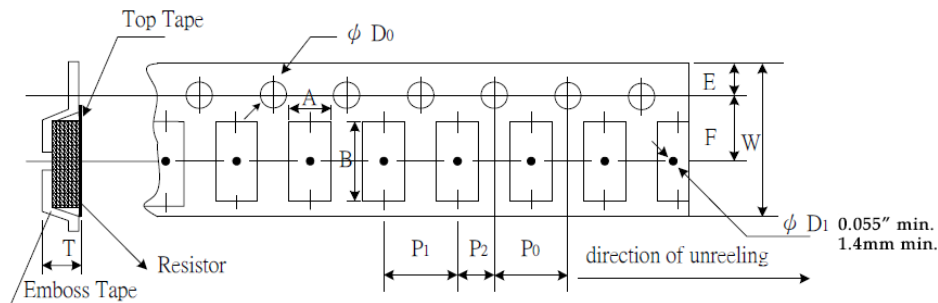 Top Tape
ϕ D0
A
E
F
W
B
T
P1
P2
P0
ϕ D1 0.055" min.
1.4mm min.
direction of unreeling
Resistor
Emboss Tape